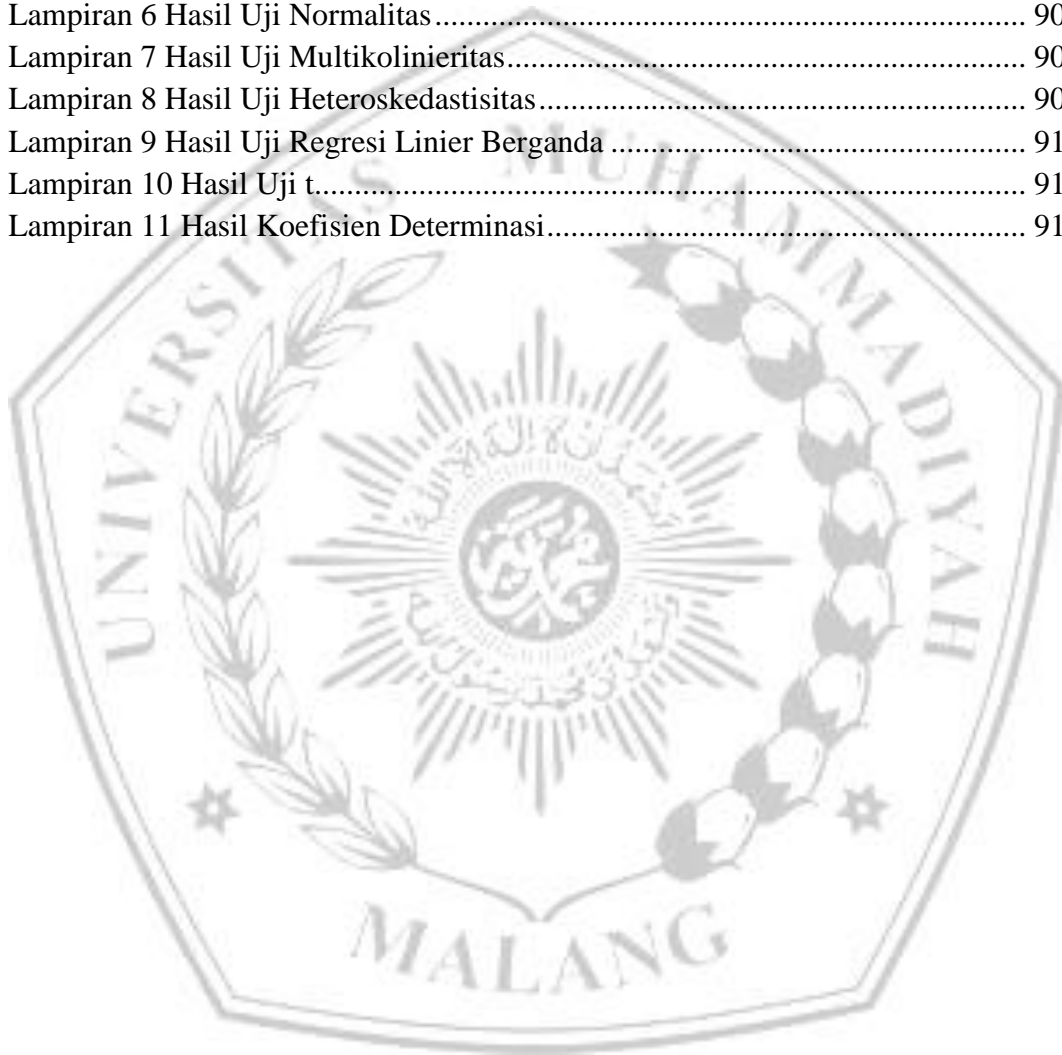 Lampiran 6 Hasil Uji Normalitas........................................................................... 90
Lampiran 7 Hasil Uji Multikolinieritas.................................................................. 90
Lampiran 8 Hasil Uji Heteroskedastisitas.............................................................. 90
Lampiran 9 Hasil Uji Regresi Linier Berganda ..................................................... 91
Lampiran 10 Hasil Uji t.......................................................................................... 91
Lampiran 11 Hasil Koefisien Determinasi............................................................. 91
UNIVERSITAS MUHAMMADIYAH
MALANG